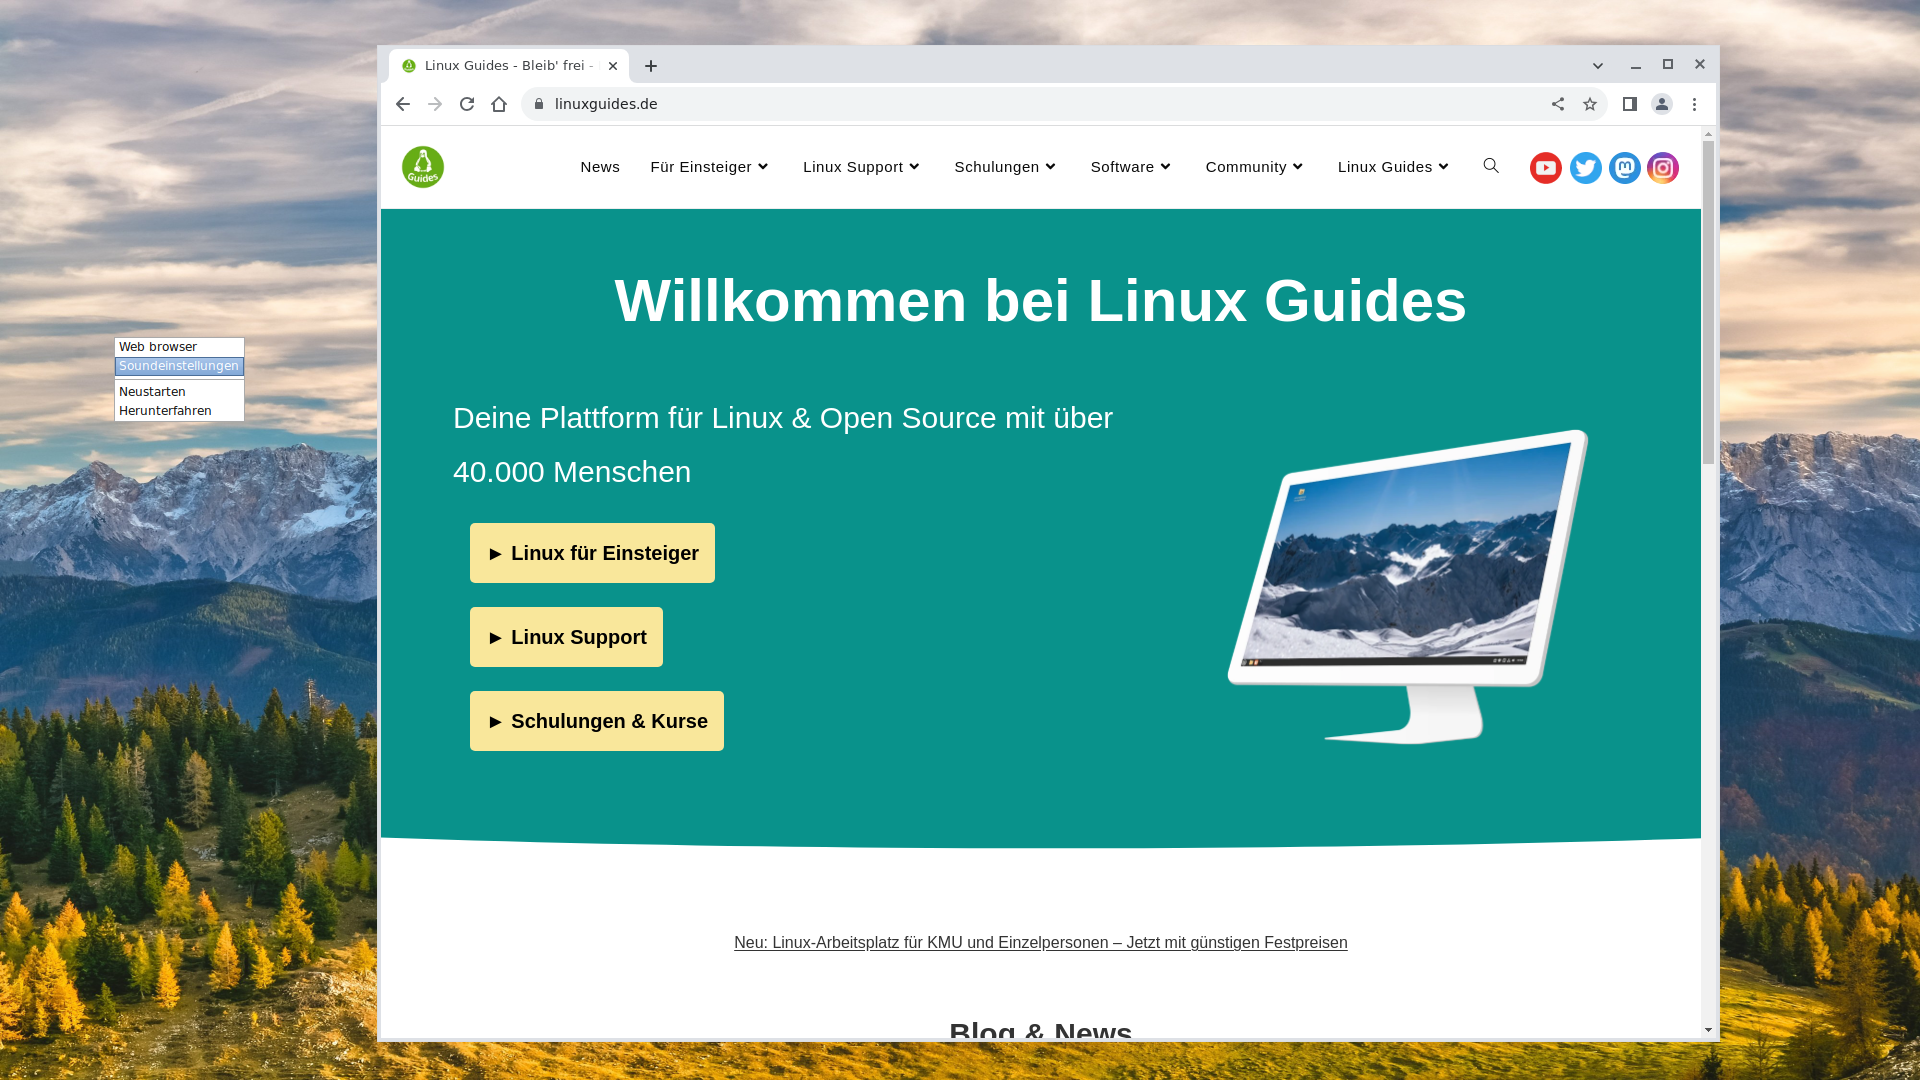 Linux Guides - Bleib' frei -
linuxguides.de
Guides
News Für Einsteiger Linux Support Schulungen Software Community Linux Guides
Willkommen bei Linux Guides
Web browser
Soundeinstellungen
Neustarten
Herunterfahren
Deine Plattform für Linux & Open Source mit über
40.000 Menschen
► Linux für Einsteiger
► Linux Support
► Schulungen & Kurse
Neu: Linux-Arbeitsplatz für KMU und Einzelpersonen – Jetzt mit günstigen Festpreisen
Blog & News